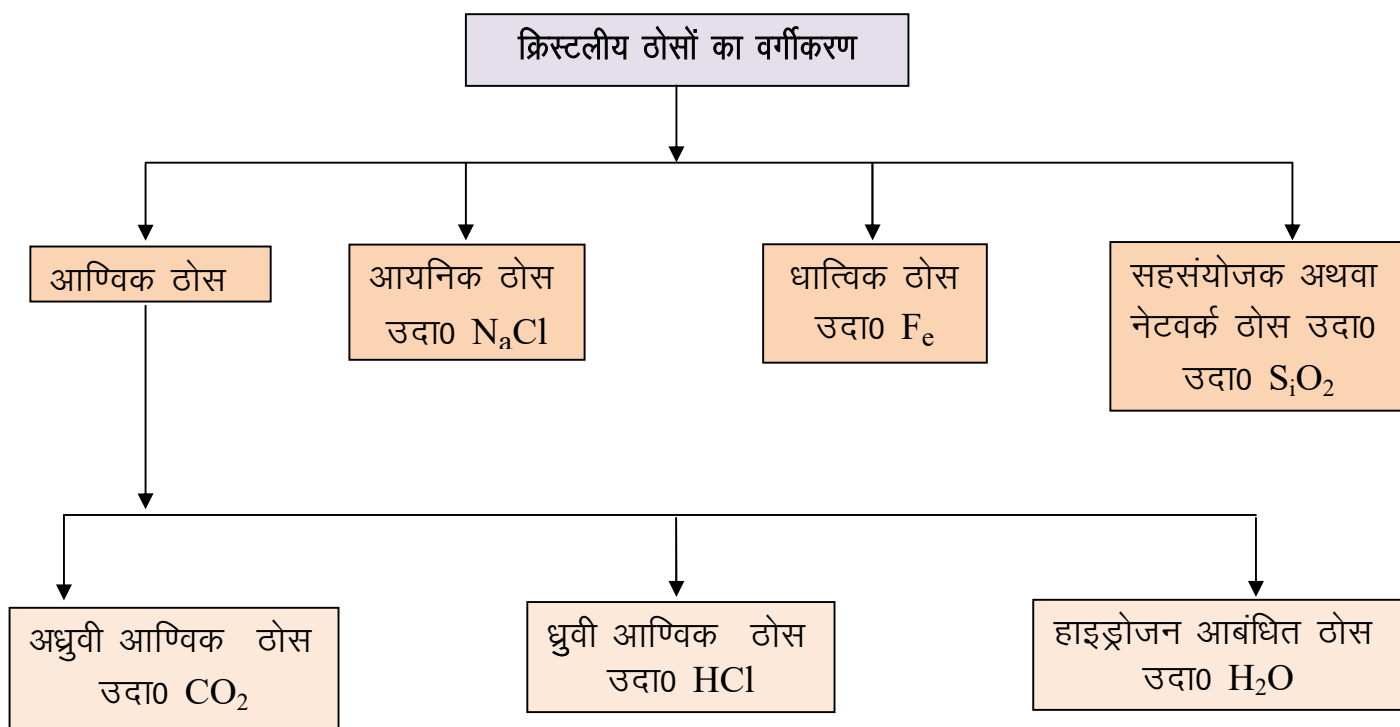 क्रिस्टलीय ठोसों का वर्गीकरण
आण्विक ठोस
आयनिक ठोस
उदा0 NₐCl
धात्विक ठोस
उदा0 Fₑ
सहसंयोजक अथवा
नेटवर्क ठोस उदा0
उदा0 SᵢO₂
अध्रुवी आण्विक ठोस
उदा0 CO₂
ध्रुवी आण्विक ठोस
उदा0 HCl
हाइड्रोजन आबंधित ठोस
उदा0 H₂O